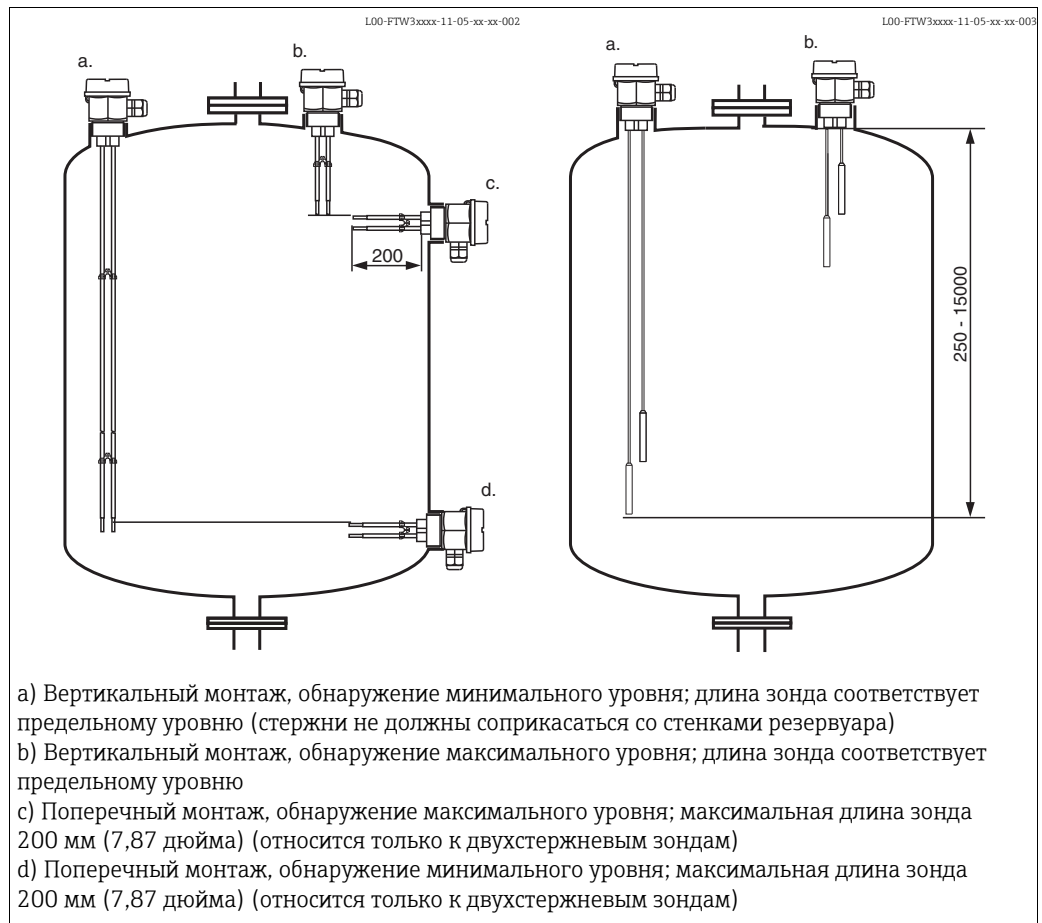 L00-FTW3xxxx-11-05-xx-xx-002
a.
b.
c.
200
d.
L00-FTW3xxxx-11-05-xx-xx-003
a.
b.
250 - 15000
a) Вертикальный монтаж, обнаружение минимального уровня; длина зонда соответствует
предельному уровню (стержни не должны соприкасаться со стенками резервуара)
b) Вертикальный монтаж, обнаружение максимального уровня; длина зонда соответствует
предельному уровню
c) Поперечный монтаж, обнаружение максимального уровня; максимальная длина зонда
200 мм (7,87 дюйма) (относится только к двухстержневым зондам)
d) Поперечный монтаж, обнаружение минимального уровня; максимальная длина зонда
200 мм (7,87 дюйма) (относится только к двухстержневым зондам)